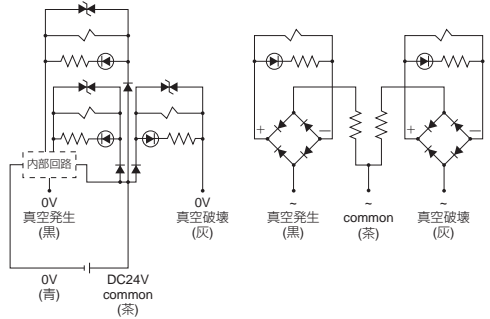 内部回路
0V
真空発生
(黒)
0V
真空破壊
(灰)
0V
(青)
DC24V
common
(茶)
+
—
+
—
~
真空発生
(黒)
~
common
(茶)
~
真空破壊
(灰)